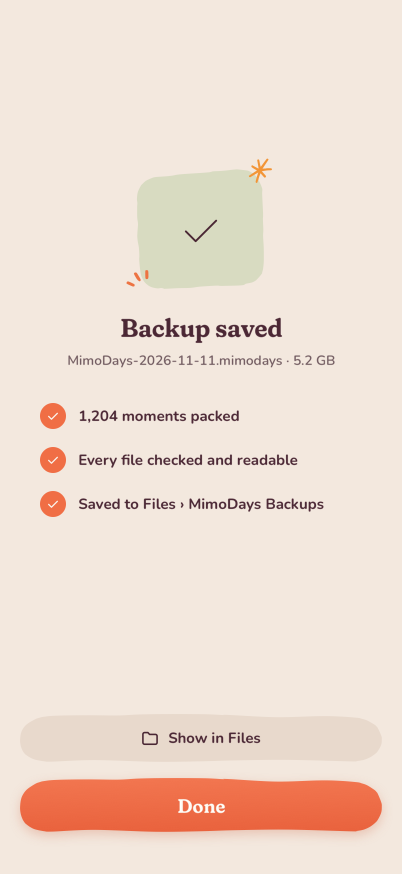 Backup saved
MimoDays-2026-11-11.mimodays · 5.2 GB
1,204 moments packed
Every file checked and readable
Saved to Files › MimoDays Backups
Show in Files
Done